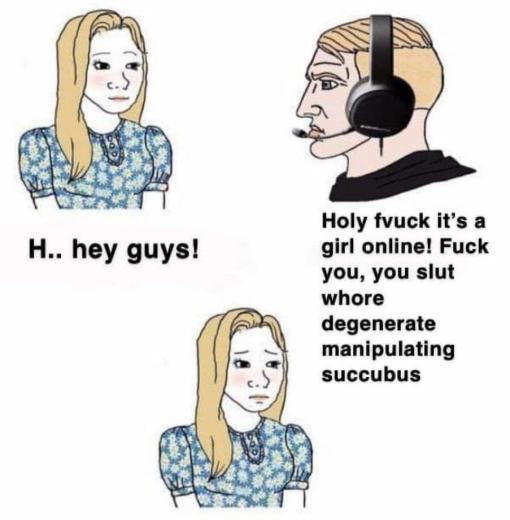 H.. hey guys!
Holy fvuck it's a
girl online! Fuck
you, you slut
whore
degenerate
manipulating
succubus